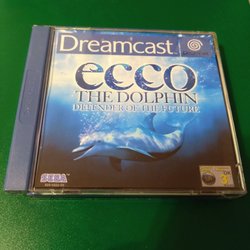 Dreamcast
ecco
THE DOLPHIN
DEFENDER OF THE FUTURE
SEGA